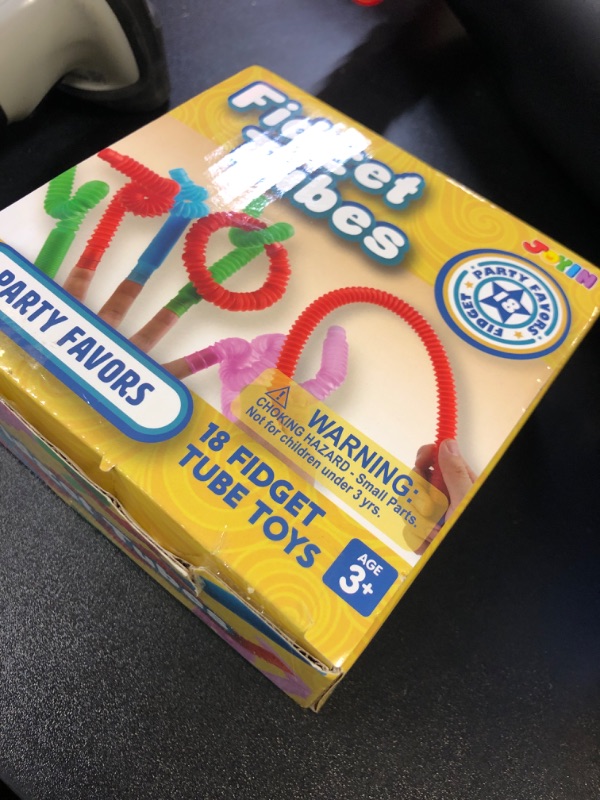 Fidget
bes
JOYIN
PARTY FAVORS
18
FIDGET
PARTY FAVORS
WARNING:
CHOKING HAZARD - Small Parts.
Not for children under 3 yrs.
18 FIDGET
TUBE TOYS
AGE
3+